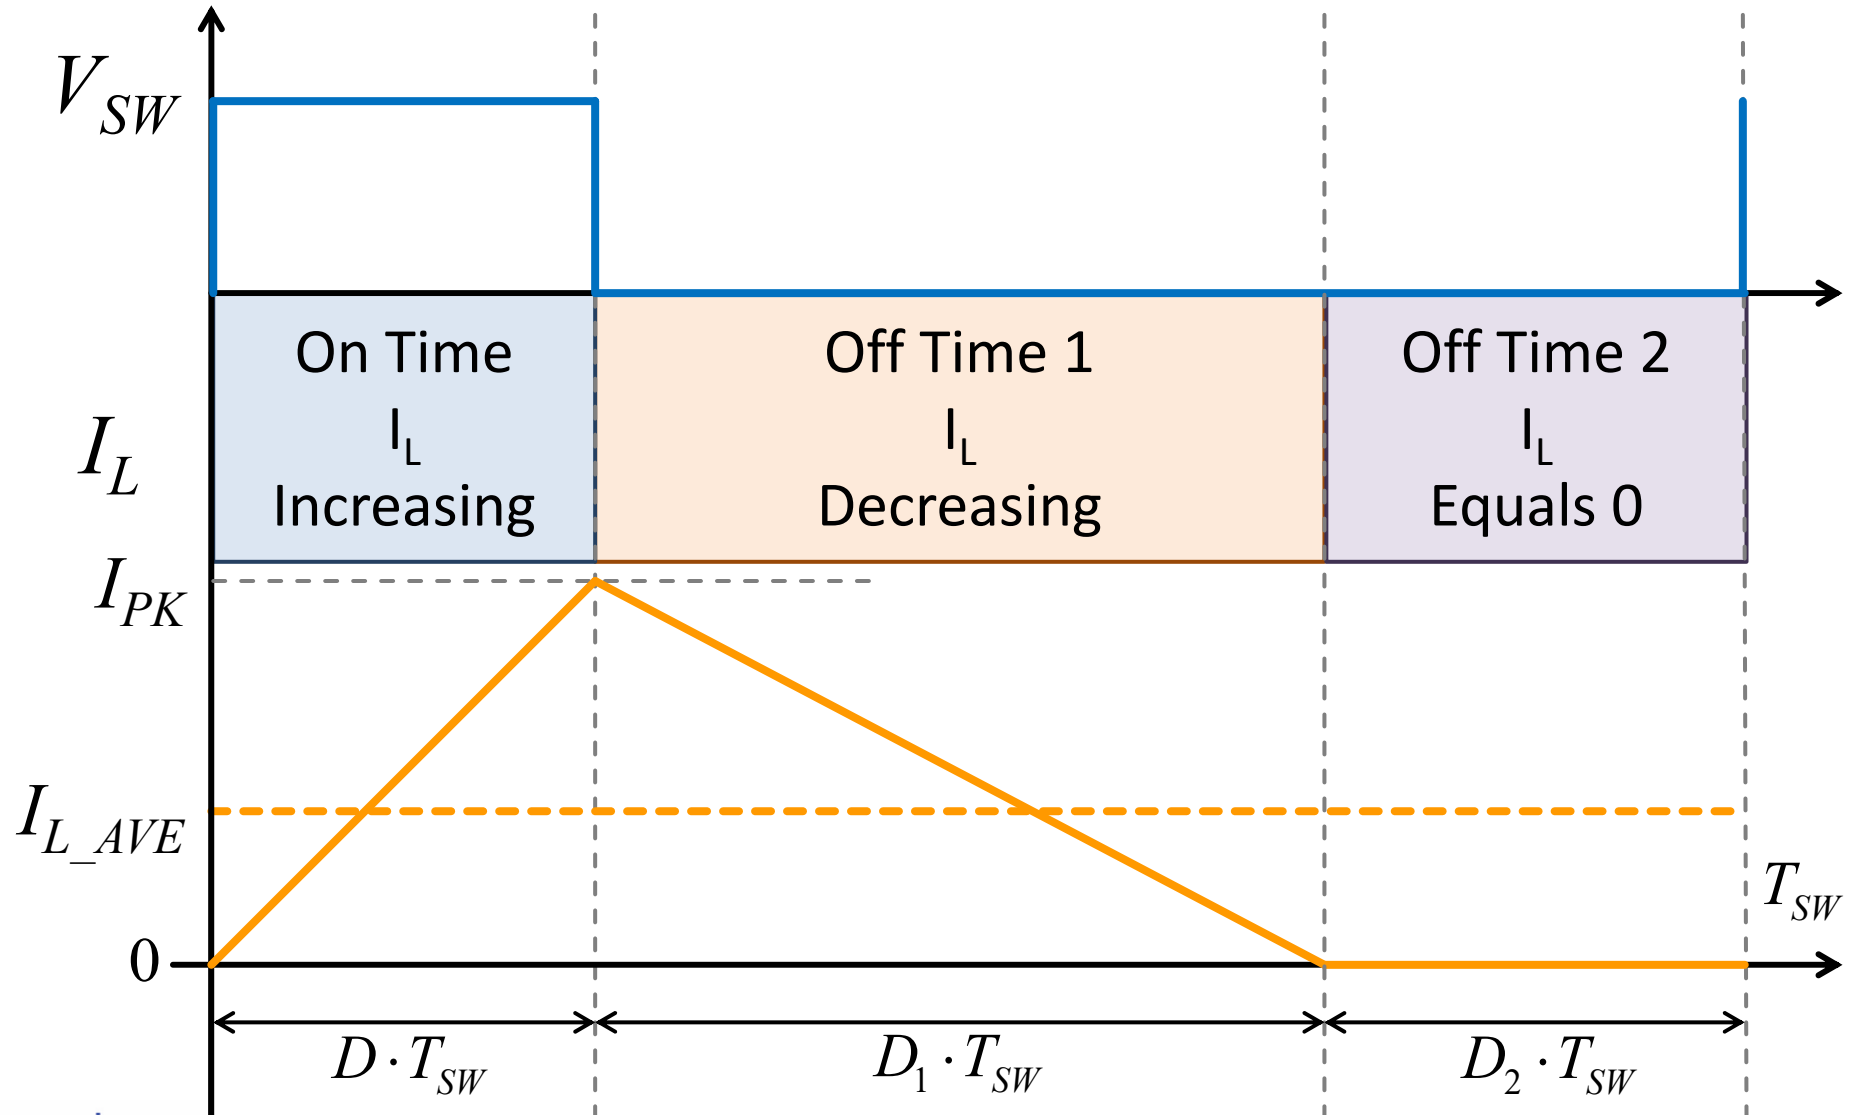 V_SW
On Time
I_L
Increasing
Off Time 1
I_L
Decreasing
Off Time 2
I_L
Equals 0
I_L
I_PK
I_L_AVE
T_SW
0
D · T_SW
D_1 · T_SW
D_2 · T_SW